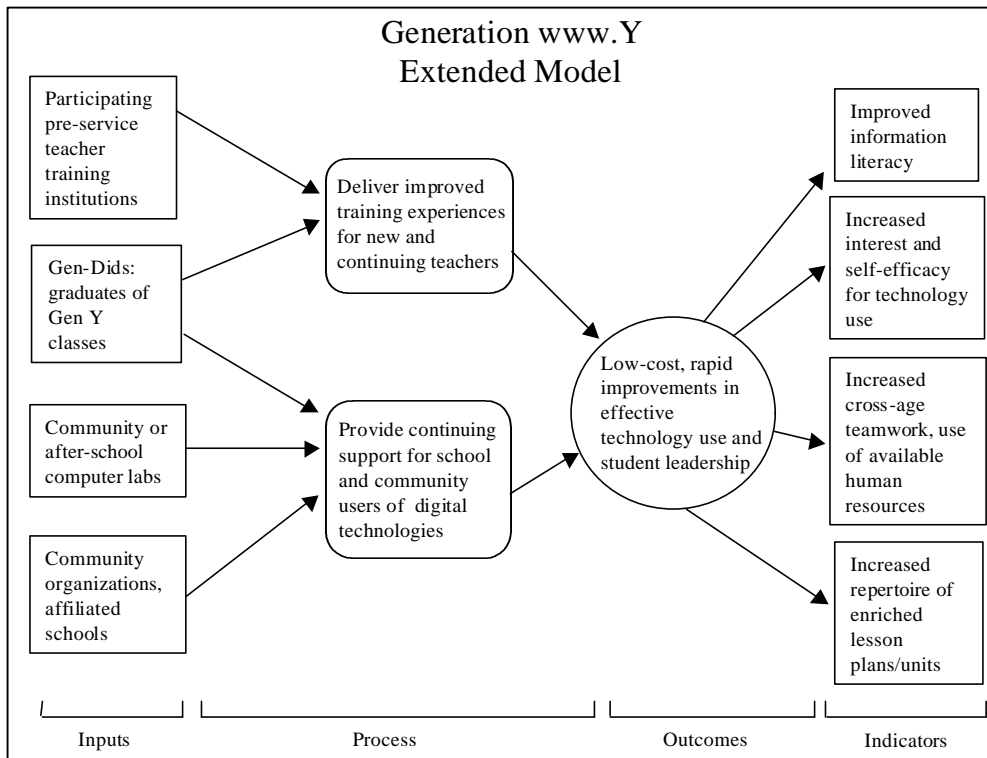 Generation www.Y
Extended Model
Participating
pre-service
teacher
training
institutions
Gen-Dids:
graduates of
Gen Y
classes
Community or
after-school
computer labs
Community
organizations,
affiliated
schools
Deliver improved
training experiences
for new and
continuing teachers
Provide continuing
support for school
and community
users of digital
technologies
Low-cost, rapid
improvements in
effective
technology use and
student leadership
Improved
information
literacy
Increased
interest and
self-efficacy
for technology
use
Increased
cross-age
teamwork, use
of available
human
resources
Increased
repertoire of
enriched
lesson
plans/units
Inputs
Process
Outcomes
Indicators